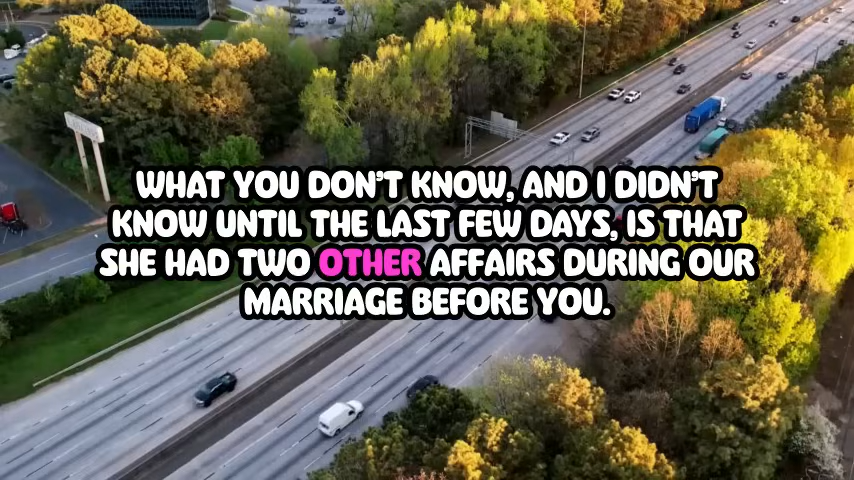 WHAT YOU DON'T KNOW, AND I DIDN'T
KNOW UNTIL THE LAST FEW DAYS, IS THAT
SHE HAD TWO OTHER AFFAIRS DURING OUR
MARRIAGE BEFORE YOU.